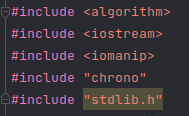 #include <algorithm>
#include <iostream>
#include <iomanip>
#include "chrono"
#include "stdlib.h"